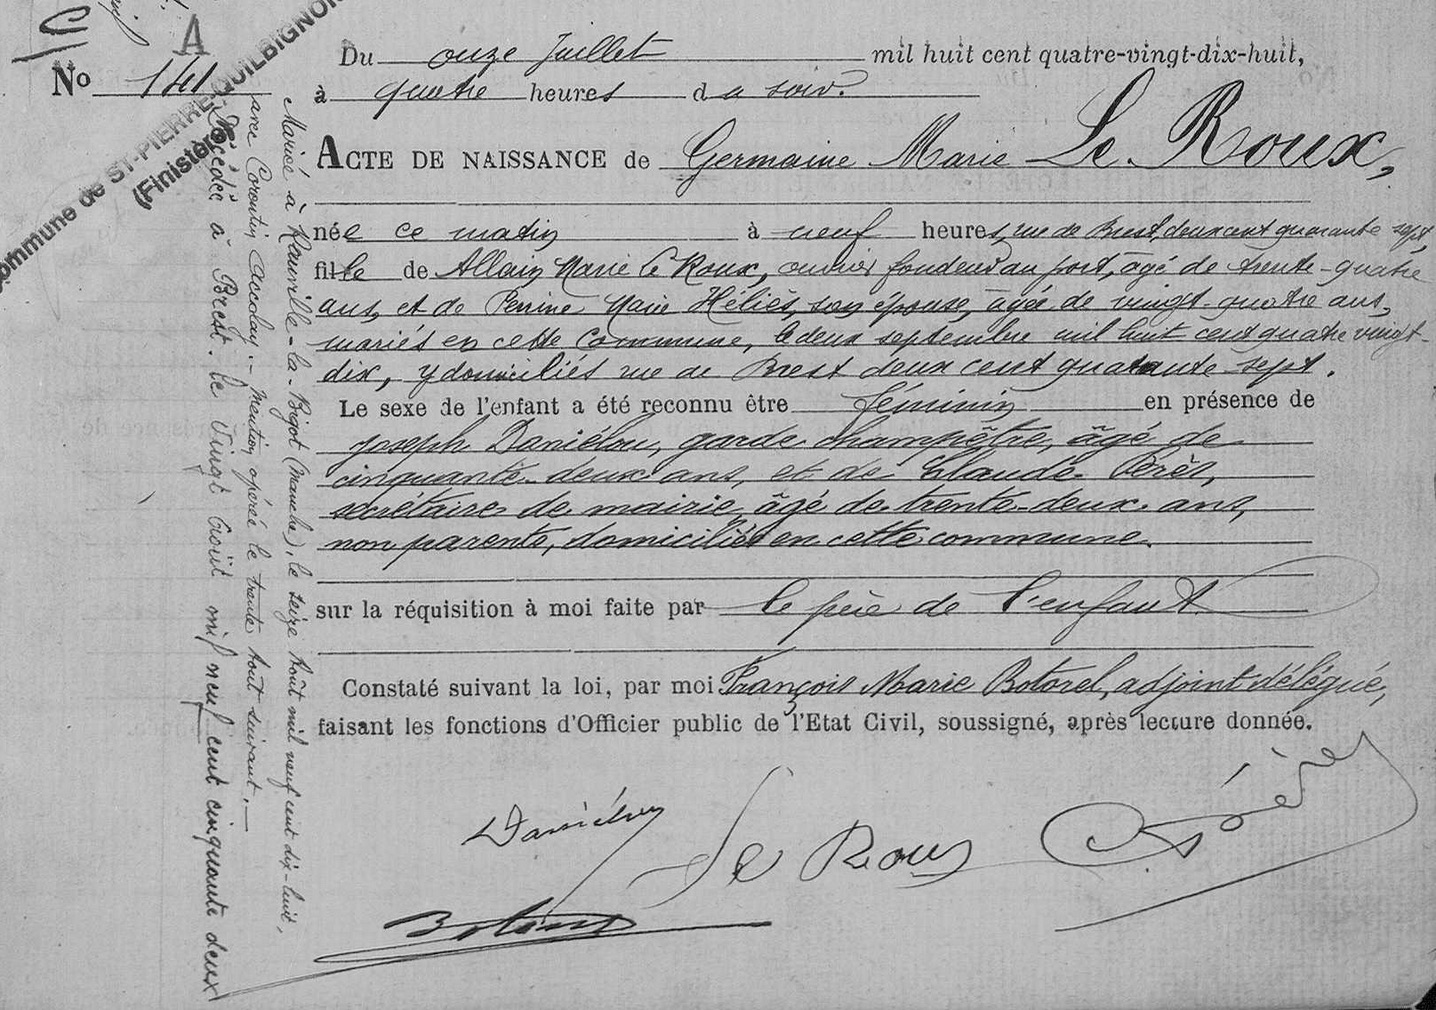 A
No 141
Commune de ST-PIERRE QUILBIGNON
(Finistère)
Du onze Juillet mil huit cent quatre-vingt-dix-huit,
à quatre heures du soir.
ACTE DE NAISSANCE de Germaine Marie Le Roux,
née ce matin à neuf heures, rue de Brest, deux cent quarante sept,
fille de Allain Marie Le Roux, ouvrier fondeur au port, âgé de trente-quatre
ans, et de Perrine Marie Héliès, son épouse, âgée de vingt-quatre ans,
mariés en cette Commune, le deux septembre mil huit cent quatre vingt-
dix, y domiciliés rue de Brest deux cent quarante sept.
Le sexe de l'enfant a été reconnu être féminin en présence de
Joseph Daniélou, garde champêtre, âgé de
cinquante-deux ans, et de Claude Pérès,
secrétaire de mairie, âgé de trente-deux ans,
non parents, domiciliés en cette commune.
sur la réquisition à moi faite par le père de l'enfant
Constaté suivant la loi, par moi François Marie Botorel, adjoint délégué,
faisant les fonctions d'Officier public de l'Etat Civil, soussigné, après lecture donnée.
Daniélou
Le Roux
Pérès
Botorel
Mariée à Rauville-la-Bigot (Manche), le seize Août mil neuf cent dix-huit,
avec Corentin . - Mention opérée le trente Août suivant. -
Décédée à Brest. le vingt Août mil neuf cent cinquante deux